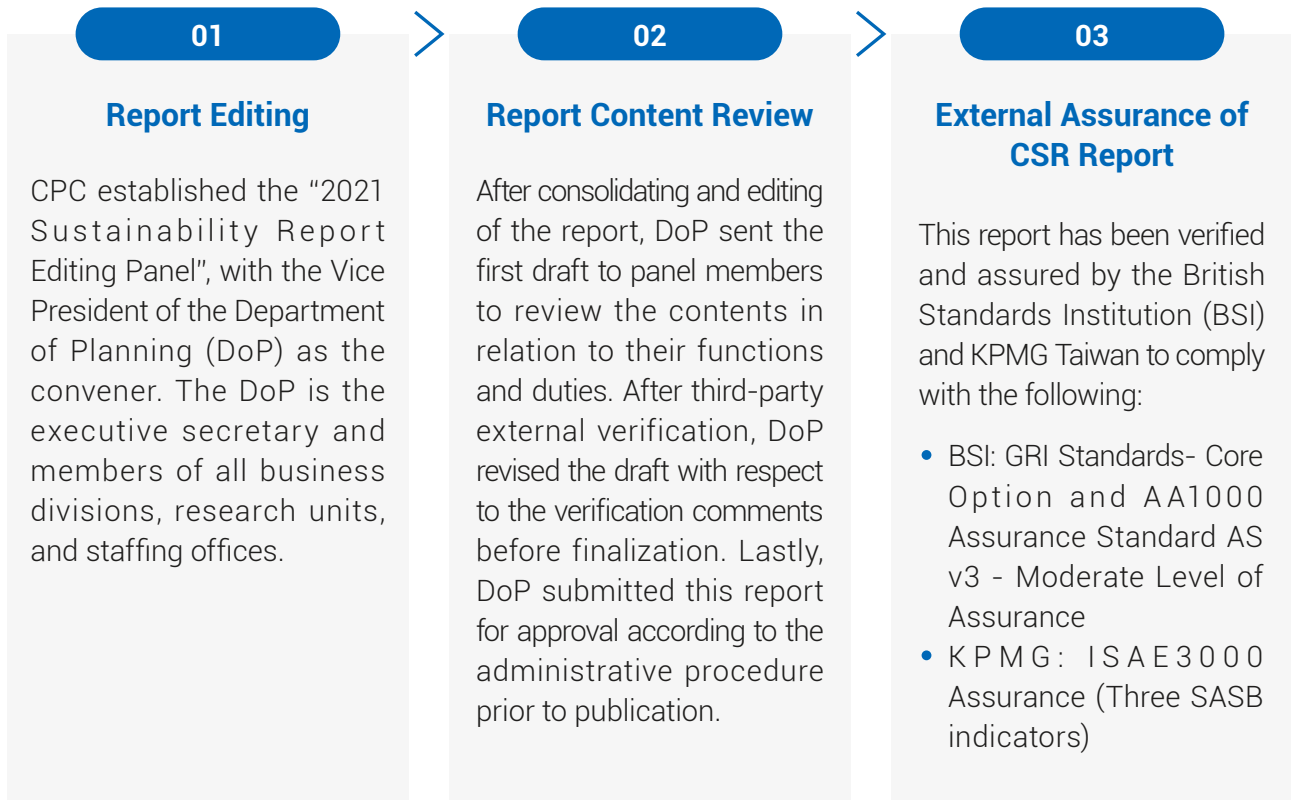 01
Report Editing
CPC established the “2021
Sustainability Report
Editing Panel”, with the Vice
President of the Department
of Planning (DoP) as the
convener. The DoP is the
executive secretary and
members of all business
divisions, research units,
and staffing offices.
02
Report Content Review
After consolidating and editing
of the report, DoP sent the
first draft to panel members
to review the contents in
relation to their functions
and duties. After third-party
external verification, DoP
revised the draft with respect
to the verification comments
before finalization. Lastly,
DoP submitted this report
for approval according to the
administrative procedure
prior to publication.
03
External Assurance of
CSR Report
This report has been verified
and assured by the British
Standards Institution (BSI)
and KPMG Taiwan to comply
with the following:
• BSI: GRI Standards- Core
Option and AA1000
Assurance Standard AS
v3 - Moderate Level of
Assurance
• KPMG: ISAE3000
Assurance (Three SASB
indicators)